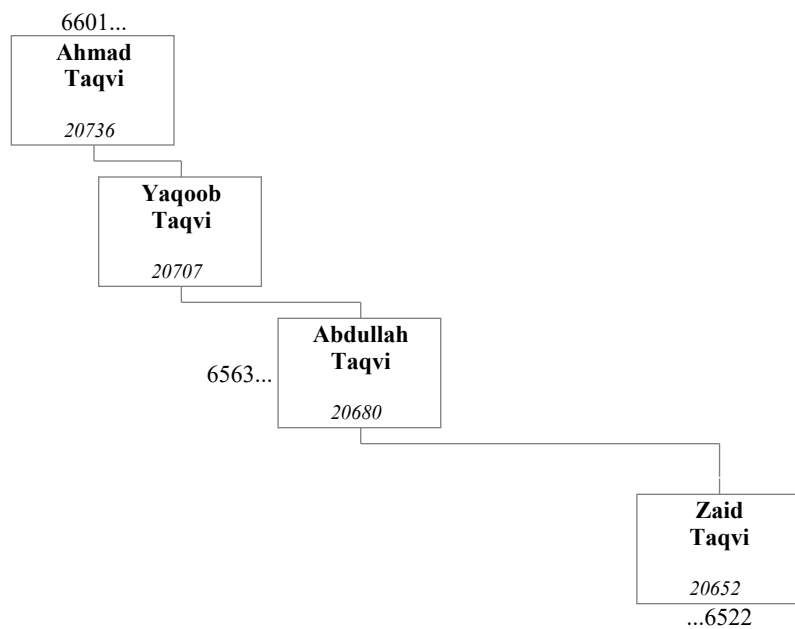 6601...
Ahmad
Taqvi
20736
Yaqoob
Taqvi
20707
Abdullah
Taqvi
6563...
20680
Zaid
Taqvi
20652
...6522